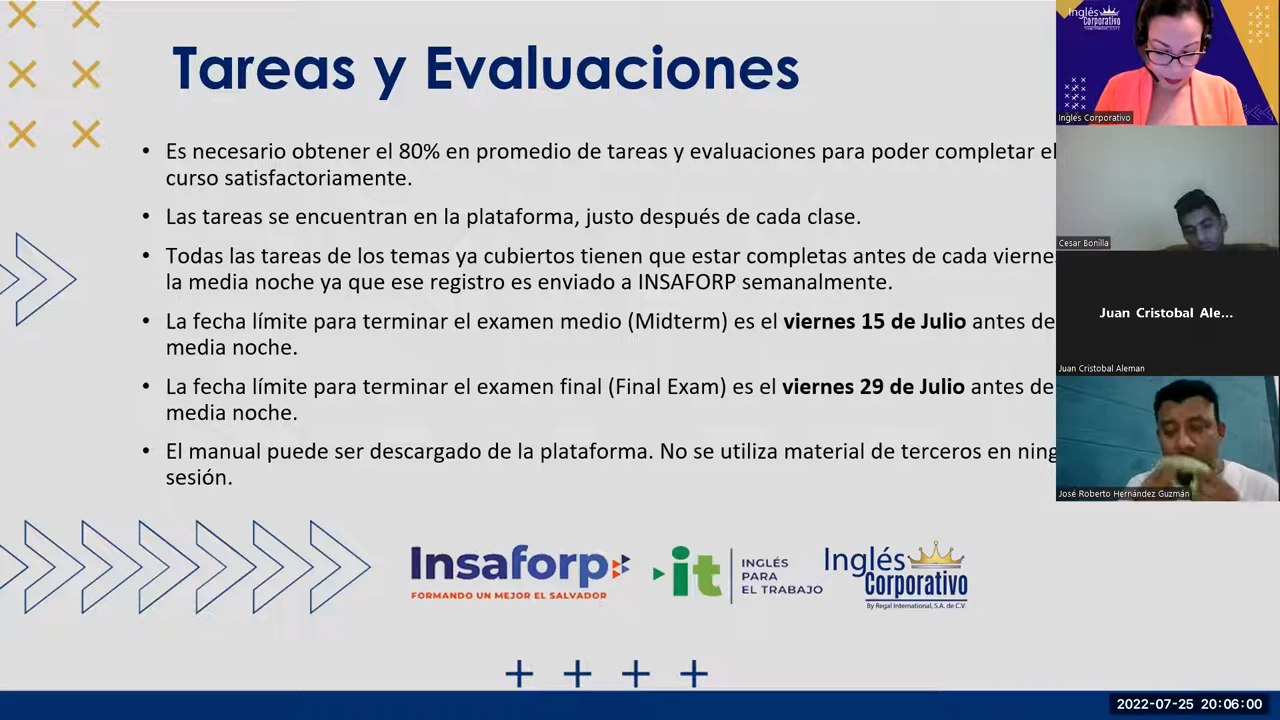 Tareas y Evaluaciones
• Es necesario obtener el 80% en promedio de tareas y evaluaciones para poder completar el
curso satisfactoriamente.
• Las tareas se encuentran en la plataforma, justo después de cada clase.
• Todas las tareas de los temas ya cubiertos tienen que estar completas antes de cada vierne
la media noche ya que ese registro es enviado a INSAFORP semanalmente.
• La fecha límite para terminar el examen medio (Midterm) es el viernes 15 de Julio antes de
media noche.
• La fecha límite para terminar el examen final (Final Exam) es el viernes 29 de Julio antes de
media noche.
• El manual puede ser descargado de la plataforma. No se utiliza material de terceros en ning
sesión.
Insaforp
FORMANDO UN MEJOR EL SALVADOR
it
INGLÉS
PARA
EL TRABAJO
Inglés
Corporativo
By Regal International, S.A. de C.V.
Inglés
Corporativo
Inglés Corporativo
Cesar Bonilla
Juan Cristobal Ale...
Juan Cristobal Aleman
José Roberto Hernández Guzmán
2022-07-25 20:06:00